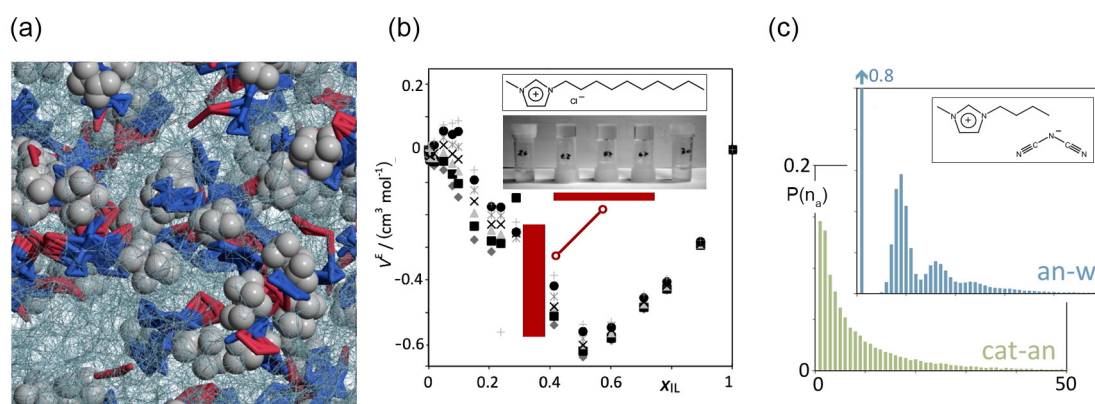 (a)
(b)
(c)
0.2
0
−0.2
−0.4
−0.6
V^E / (cm³ mol⁻¹)
N
⊕
N
Cl⁻
0
0.2
0.4
0.6
0.8
1
x_IL
0.8
0.2
P(n_a)
0
N
⊕
N
N⁻
C
C
N
N
an-w
cat-an
0
50